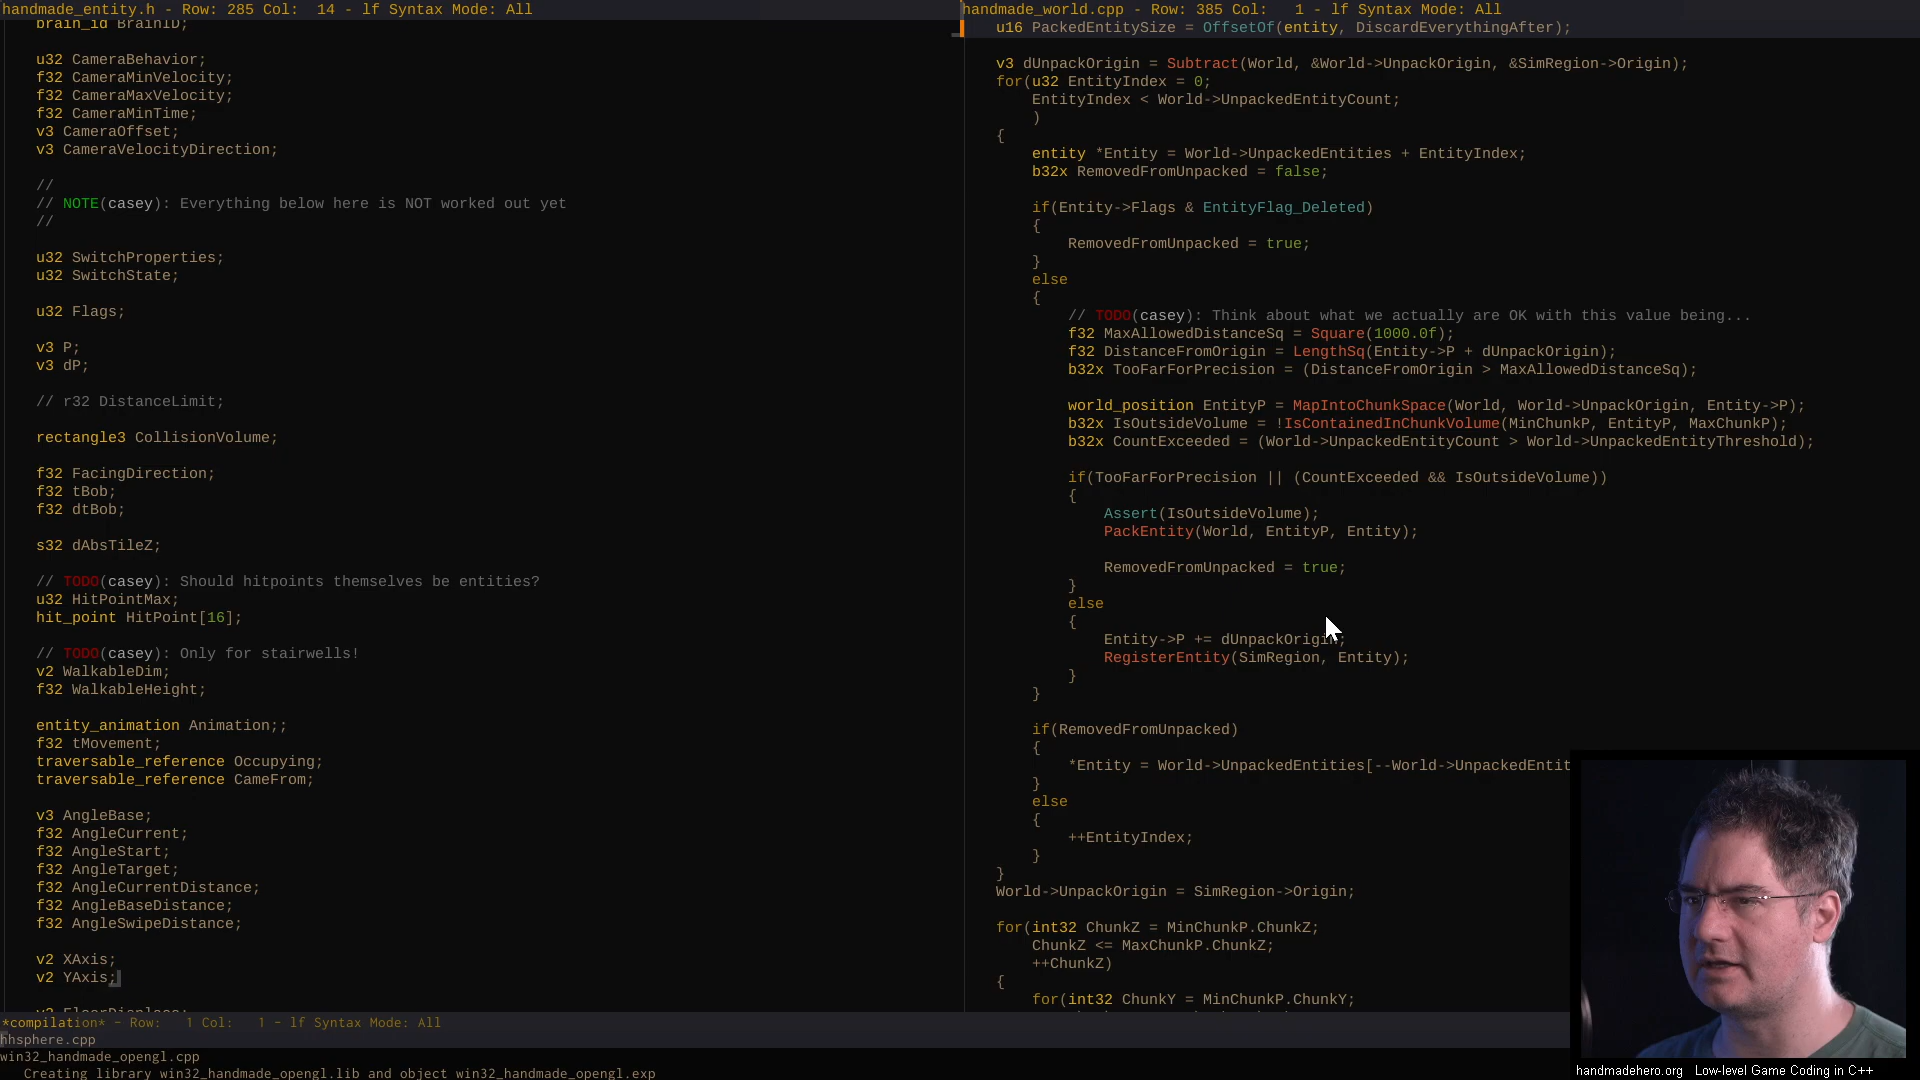 handmade_entity.h - Row: 285 Col:  14 - lf Syntax Mode: All
brain_id BrainID;
u32 CameraBehavior;
f32 CameraMinVelocity;
f32 CameraMaxVelocity;
f32 CameraMinTime;
v3 CameraOffset;
v3 CameraVelocityDirection;
//
// NOTE(casey): Everything below here is NOT worked out yet
//
u32 SwitchProperties;
u32 SwitchState;
u32 Flags;
v3 P;
v3 dP;
// r32 DistanceLimit;
rectangle3 CollisionVolume;
f32 FacingDirection;
f32 tBob;
f32 dtBob;
s32 dAbsTileZ;
// TODO(casey): Should hitpoints themselves be entities?
u32 HitPointMax;
hit_point HitPoint[16];
// TODO(casey): Only for stairwells!
v2 WalkableDim;
f32 WalkableHeight;
entity_animation Animation;;
f32 tMovement;
traversable_reference Occupying;
traversable_reference CameFrom;
v3 AngleBase;
f32 AngleCurrent;
f32 AngleStart;
f32 AngleTarget;
f32 AngleCurrentDistance;
f32 AngleBaseDistance;
f32 AngleSwipeDistance;
v2 XAxis;
v2 YAxis;
v2 FloorDisplace;
handmade_world.cpp - Row: 385 Col:   1 - lf Syntax Mode: All
u16 PackedEntitySize = OffsetOf(entity, DiscardEverythingAfter);
v3 dUnpackOrigin = Subtract(World, &World->UnpackOrigin, &SimRegion->Origin);
for(u32 EntityIndex = 0;
EntityIndex < World->UnpackedEntityCount;
)
{
entity *Entity = World->UnpackedEntities + EntityIndex;
b32x RemovedFromUnpacked = false;
if(Entity->Flags & EntityFlag_Deleted)
{
RemovedFromUnpacked = true;
}
else
{
// TODO(casey): Think about what we actually are OK with this value being...
f32 MaxAllowedDistanceSq = Square(1000.0f);
f32 DistanceFromOrigin = LengthSq(Entity->P + dUnpackOrigin);
b32x TooFarForPrecision = (DistanceFromOrigin > MaxAllowedDistanceSq);
world_position EntityP = MapIntoChunkSpace(World, World->UnpackOrigin, Entity->P);
b32x IsOutsideVolume = !IsContainedInChunkVolume(MinChunkP, EntityP, MaxChunkP);
b32x CountExceeded = (World->UnpackedEntityCount > World->UnpackedEntityThreshold);
if(TooFarForPrecision || (CountExceeded && IsOutsideVolume))
{
Assert(IsOutsideVolume);
PackEntity(World, EntityP, Entity);
RemovedFromUnpacked = true;
}
else
{
Entity->P += dUnpackOrigin;
RegisterEntity(SimRegion, Entity);
}
}
if(RemovedFromUnpacked)
{
*Entity = World->UnpackedEntities[--World->UnpackedEntit
}
else
{
++EntityIndex;
}
}
World->UnpackOrigin = SimRegion->Origin;
for(int32 ChunkZ = MinChunkP.ChunkZ;
ChunkZ <= MaxChunkP.ChunkZ;
++ChunkZ)
{
for(int32 ChunkY = MinChunkP.ChunkY;
*compilation* - Row:   1 Col:   1 - lf Syntax Mode: All
hhsphere.cpp
win32_handmade_opengl.cpp
Creating library win32_handmade_opengl.lib and object win32_handmade_opengl.exp
handmadehero.org   Low-level Game Coding in C++